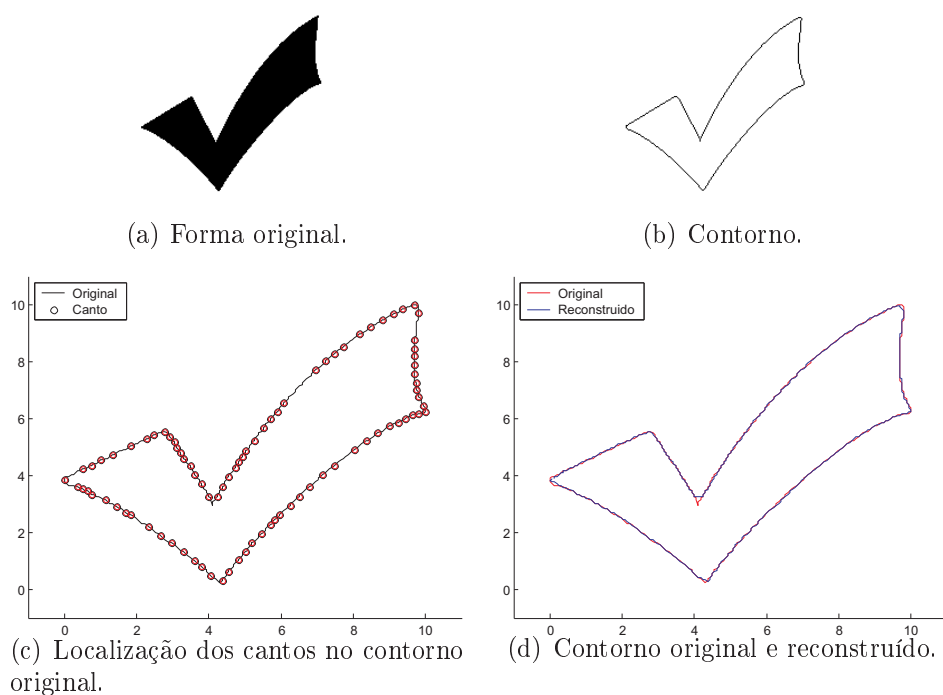 (a) Forma original.
(b) Contorno.
Original
Canto
10
8
6
4
2
0
0 2 4 6 8 10
(c) Localização dos cantos no contorno
original.
Original
Reconstruido
10
8
6
4
2
0
0 2 4 6 8 10
(d) Contorno original e reconstruído.